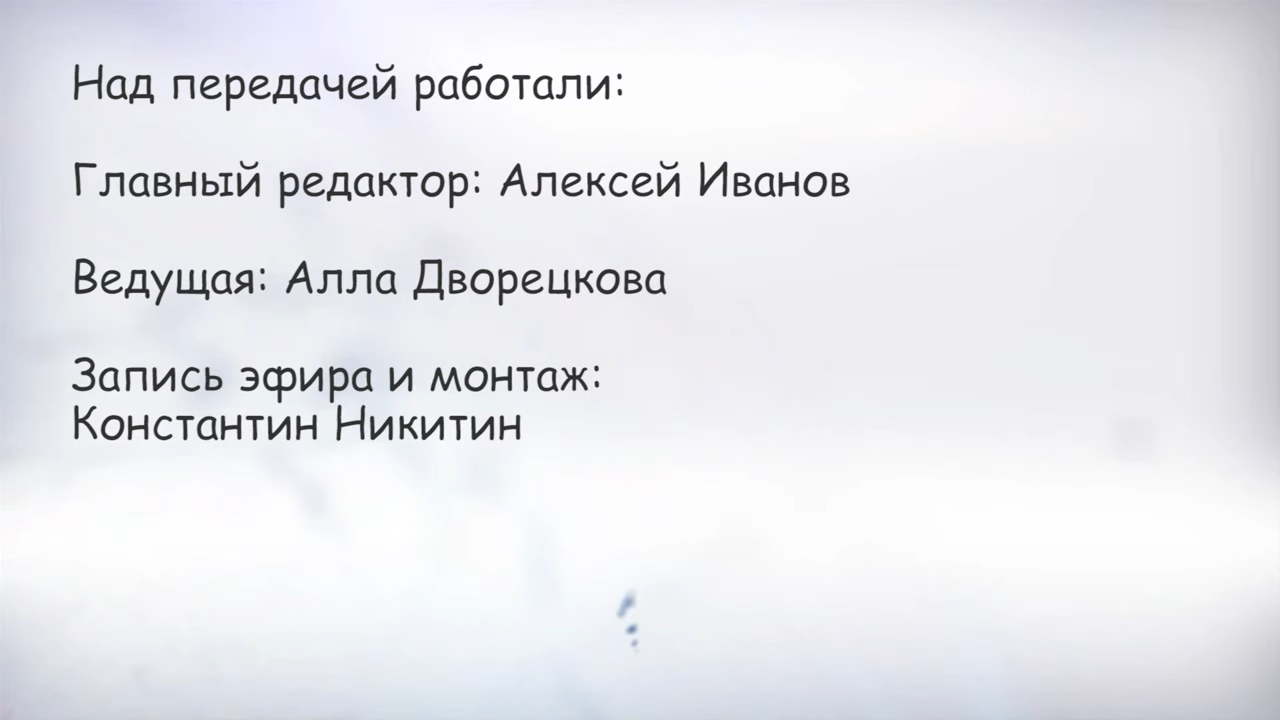 Над передачей работали:
Главный редактор: Алексей Иванов
Ведущая: Алла Дворецкова
Запись эфира и монтаж:
Константин Никитин